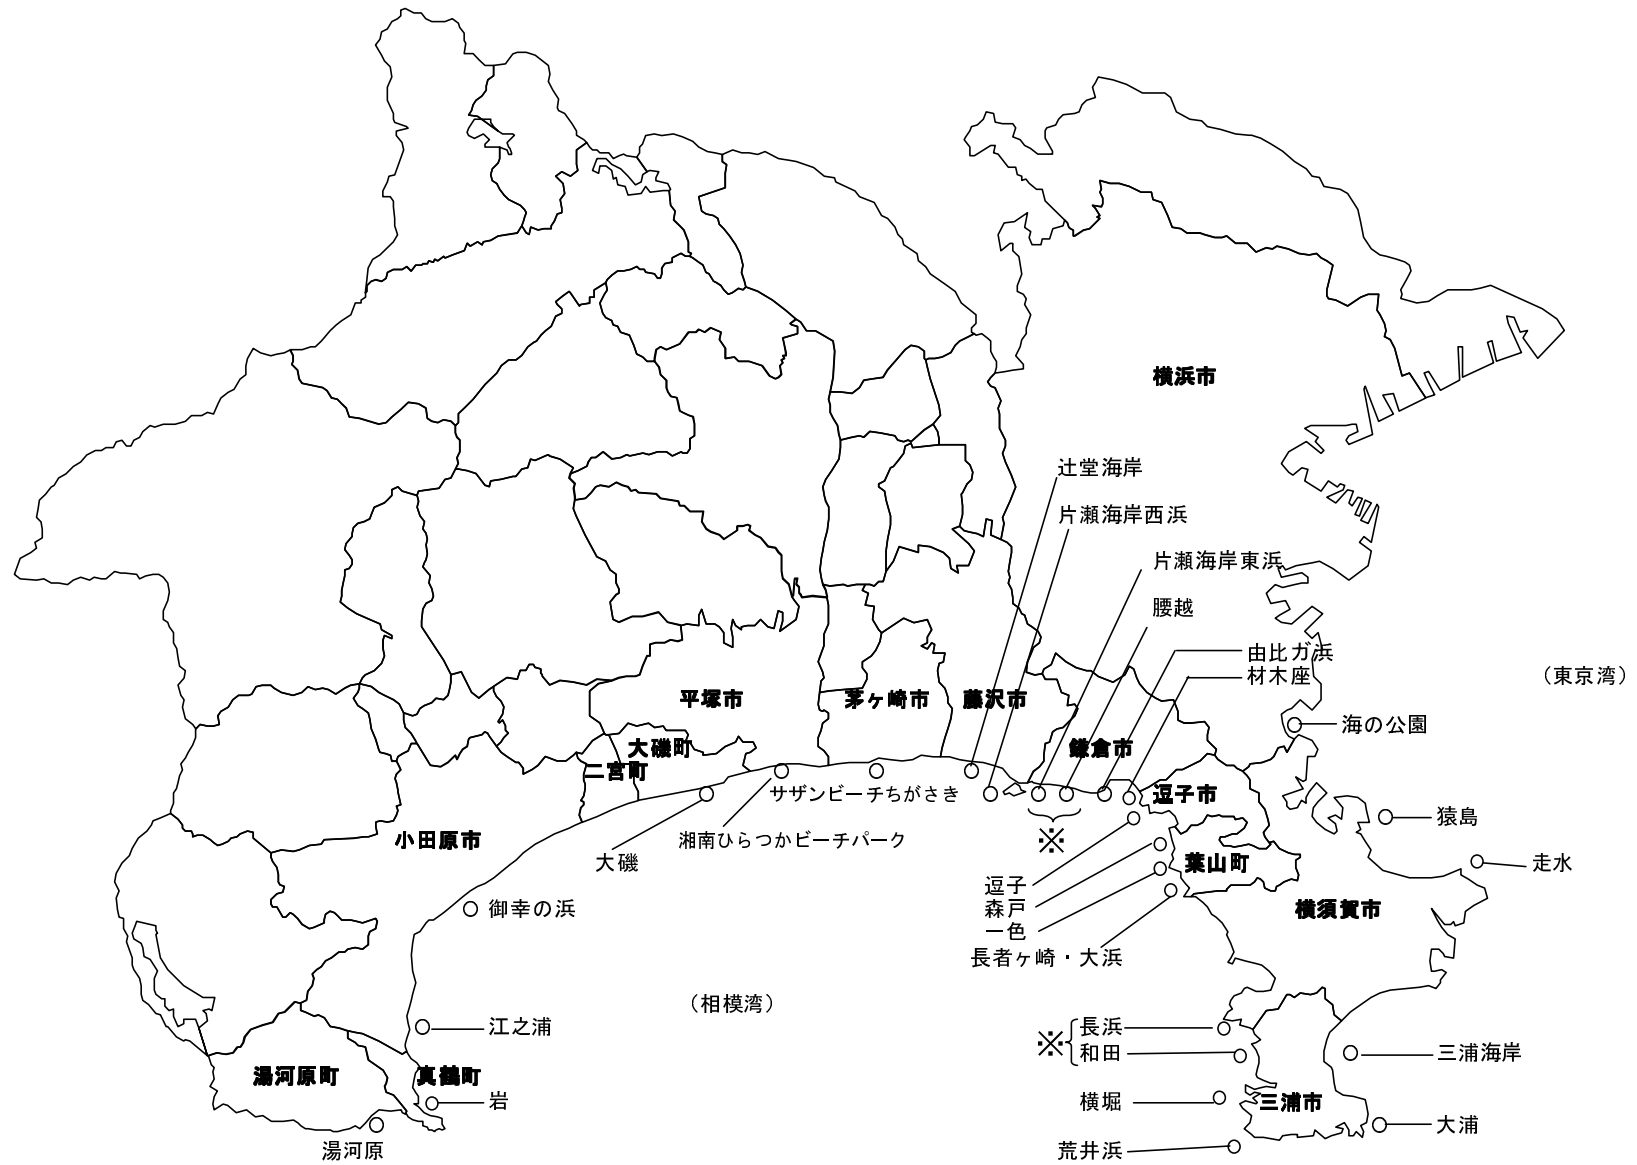 横浜市
辻堂海岸
片瀬海岸西浜
片瀬海岸東浜
腰越
由比ガ浜
材木座
（東京湾）
平塚市
茅ヶ崎市
藤沢市
海の公園
大磯町
鎌倉市
二宮町
サザンビーチちがさき
逗子市
猿島
小田原市
湘南ひらつかビーチパーク
※
大磯
葉山町
走水
逗子
森戸
一色
御幸の浜
横須賀市
長者ヶ崎・大浜
（相模湾）
江之浦
※
長浜
和田
三浦海岸
湯河原町
真鶴町
岩
横堀
三浦市
大浦
湯河原
荒井浜